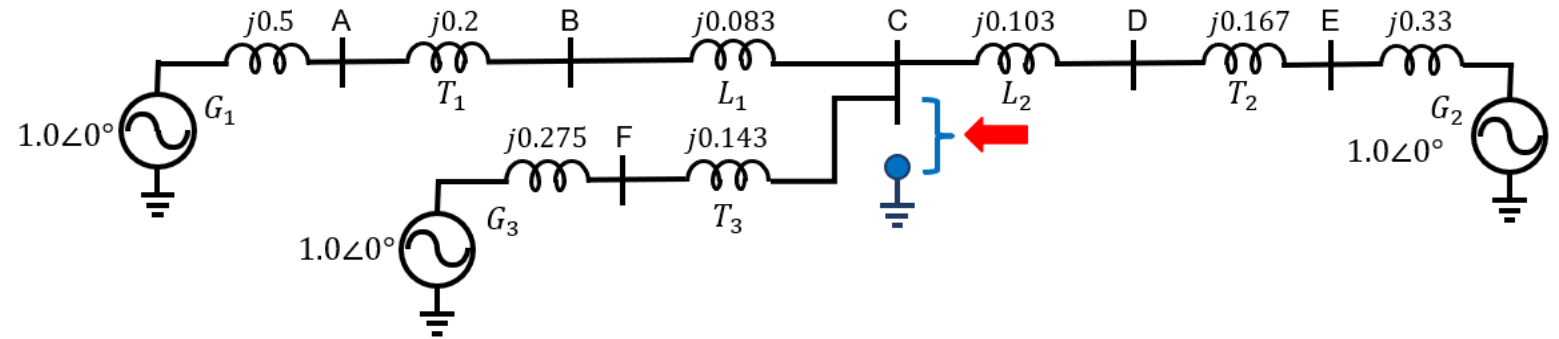 j0.5 A j0.2 B j0.083 C j0.103 D j0.167 E j0.33
G₁ T₁ L₁ L₂ T₂ G₂
1.0∠0° j0.275 F j0.143 1.0∠0°
G₃ T₃
1.0∠0°